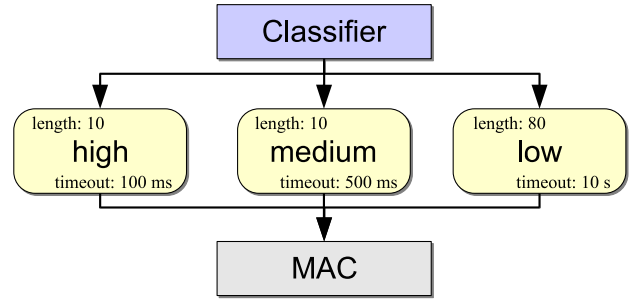 Classifier
length: 10
high
timeout: 100 ms
length: 10
medium
timeout: 500 ms
length: 80
low
timeout: 10 s
MAC